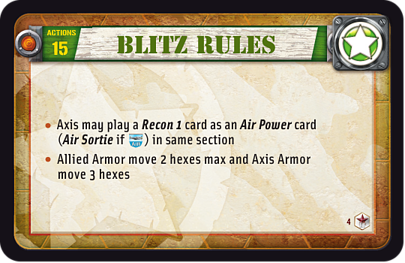 ACTIONS
15
BLITZ RULES
• Axis may play a Recon 1 card as an Air Power card
(Air Sortie if AIR) in same section
• Allied Armor move 2 hexes max and Axis Armor
move 3 hexes
4